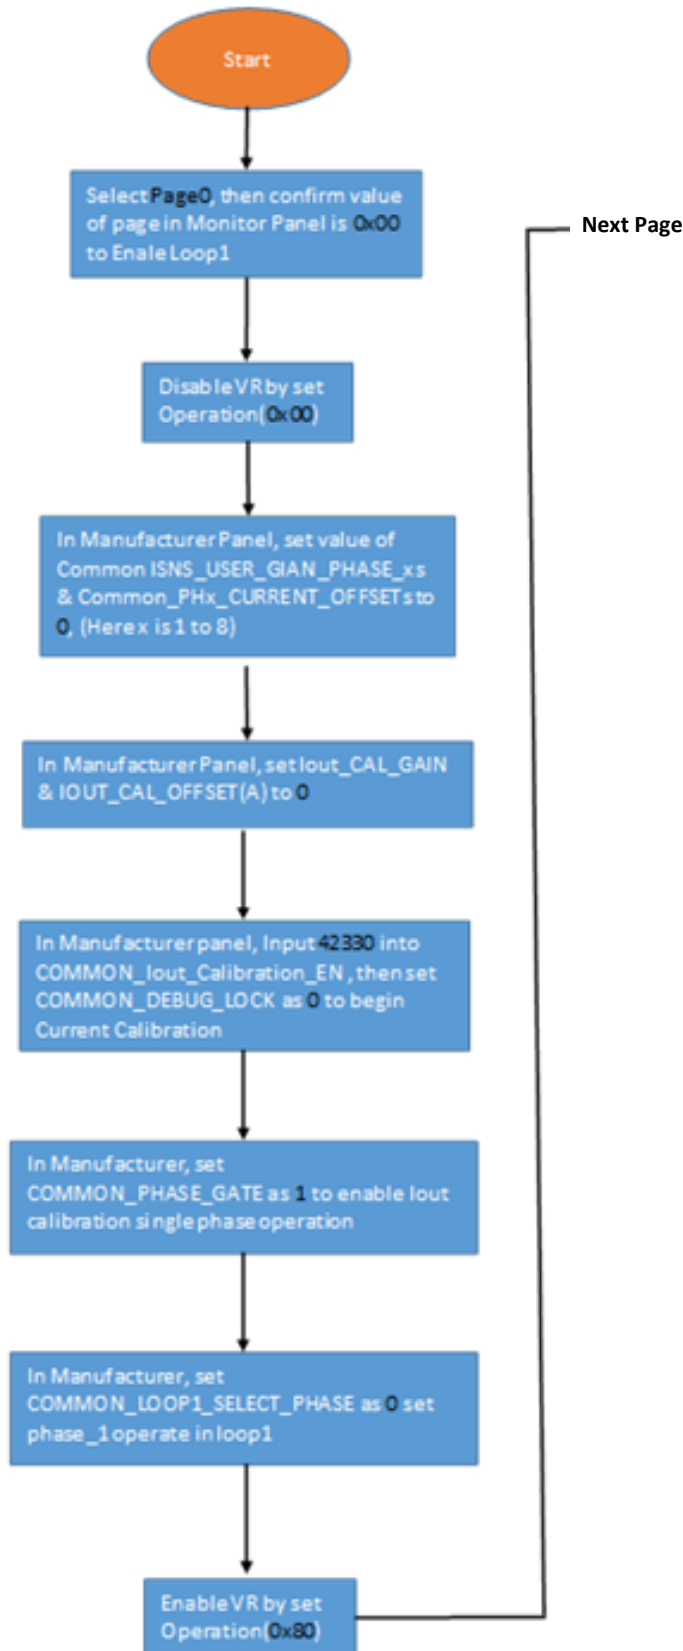 Start
Select Page0, then confirm value
of page in Monitor Panel is 0x00
to Enale Loop1
Next Page
Disable VR by set
Operation(0x00)
In Manufacturer Panel, set value of
Common ISNS_USER_GIAN_PHASE_xs
& Common_PHx_CURRENT_OFFSETs to
0, (Here x is 1 to 8)
In Manufacturer Panel, set Iout_CAL_GAIN
& IOUT_CAL_OFFSET(A) to 0
In Manufacturer panel, Input 42330 into
COMMON_Iout_Calibration_EN , then set
COMMON_DEBUG_LOCK as 0 to begin
Current Calibration
In Manufacturer, set
COMMON_PHASE_GATE as 1 to enable Iout
calibration single phase operation
In Manufacturer, set
COMMON_LOOP1_SELECT_PHASE as 0 set
phase_1 operate in loop1
Enable VR by set
Operation(0x80)